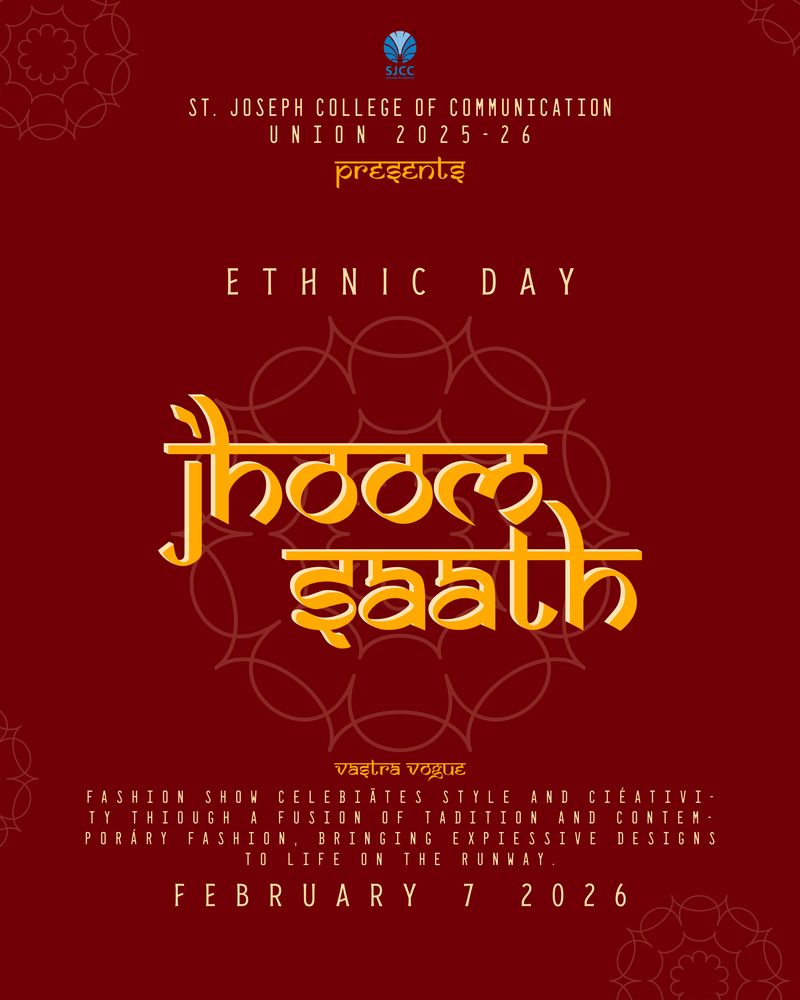 SJCC
ST. JOSEPH COLLEGE OF COMMUNICATION
UNION 2025-26
presents
ETHNIC DAY
jhoom
saath
vastra vogue
FASHION SHOW CELEBIĀTES STYLE AND CIÉATIVI-
TY THIOUGH A FUSION OF TADITION AND CONTEM-
PORÁRY FASHION, BRINGING EXPIESSIVE DESIGNS
TO LIFE ON THE RUNWAY.
FEBRUARY 7 2026